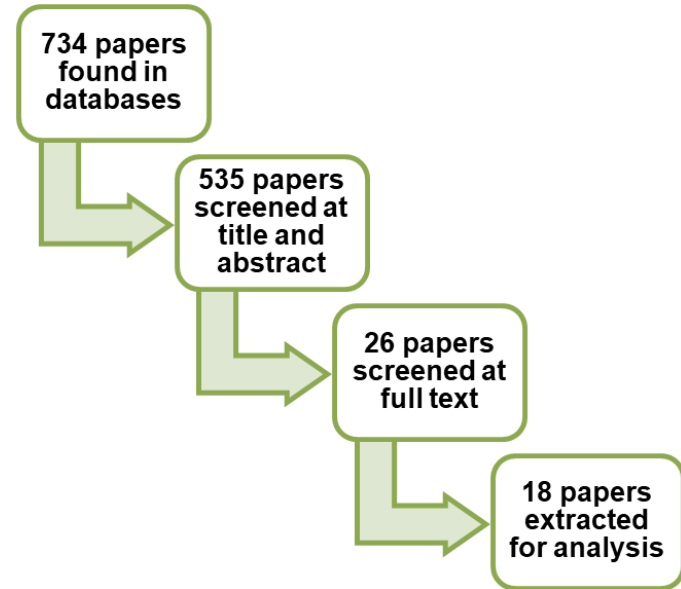 734 papers
found in
databases
535 papers
screened at
title and
abstract
26 papers
screened at
full text
18 papers
extracted
for analysis